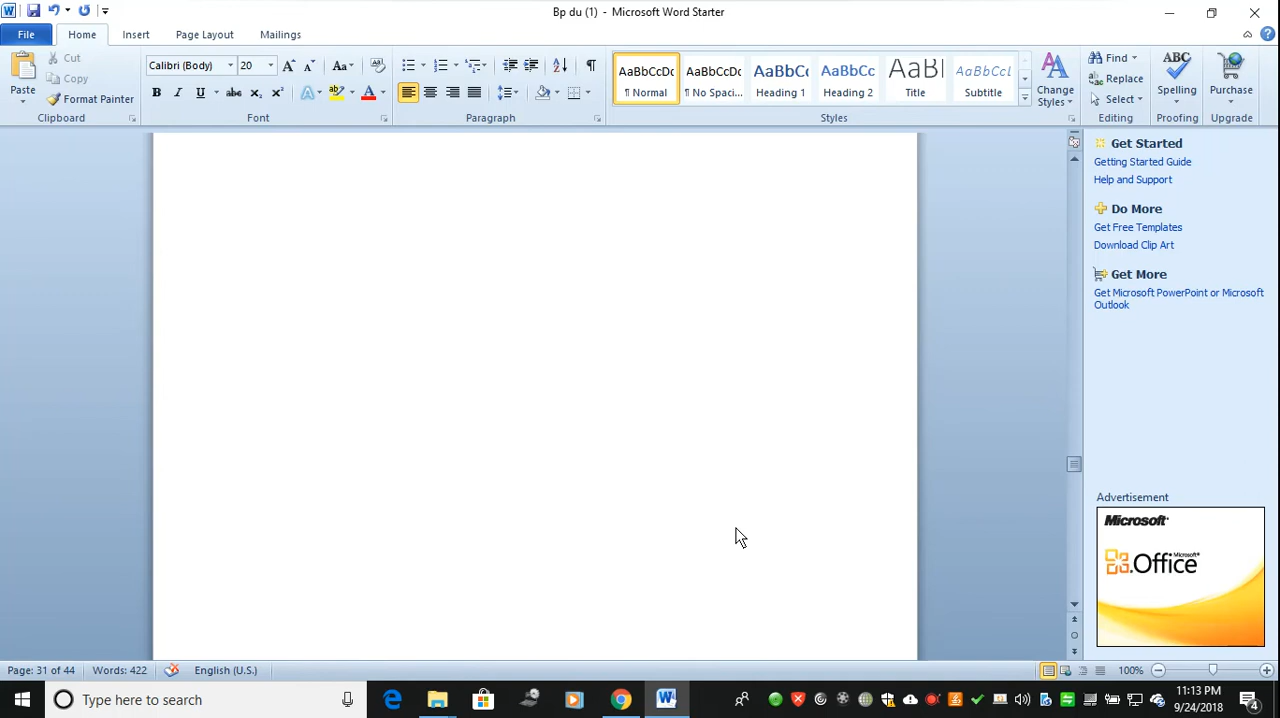 Bp du (1) - Microsoft Word Starter
File Home Insert Page Layout Mailings
Paste Cut Copy Format Painter
Calibri (Body) 20
AaBbCcDc AaBbCcDc AaBbCc AaBbCc AaBl AaBbCcL
¶ Normal ¶ No Spaci... Heading 1 Heading 2 Title Subtitle
Change Styles
Find Replace Select
ABC Spelling
Purchase
Clipboard Font Paragraph Styles Editing Proofing Upgrade
Get Started
Getting Started Guide
Help and Support
Do More
Get Free Templates
Download Clip Art
Get More
Get Microsoft PowerPoint or Microsoft
Outlook
Advertisement
Microsoft
Microsoft
Office
Page: 31 of 44 Words: 422 English (U.S.) 100%
Type here to search
11:13 PM
9/24/2018
4